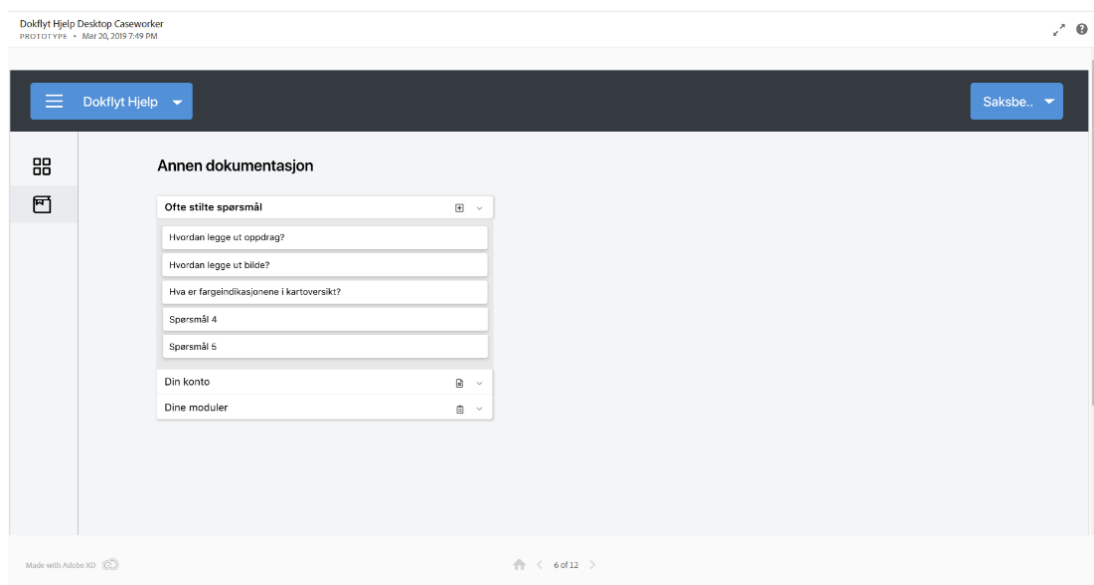 Dokflyt Hjelp Desktop Caseworker
PROTOTYPE • Mar 20, 2019 7:49 PM
Dokflyt Hjelp
Saksbe..
Annen dokumentasjon
Ofte stilte spørsmål
Hvordan legge ut oppdrag?
Hvordan legge ut bilde?
Hva er fargeindikasjonene i kartoversikt?
Spørsmål 4
Spørsmål 5
Din konto
Dine moduler
Made with Adobe XD
6 of 12